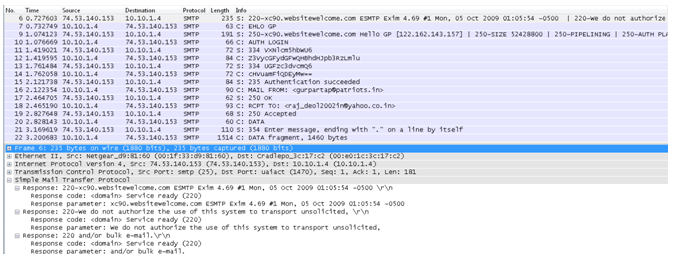 No. Time Source Destination Protocol Length Info
6 0.727603 74.53.140.153 10.10.1.4 SMTP 235 S: 220-xc90.websitewelcome.com ESMTP Exim 4.69 #1 Mon, 05 Oct 2009 01:05:54 -0500 | 220-We do not authorize
7 0.732749 10.10.1.4 74.53.140.153 SMTP 63 C: EHLO GP
9 1.074123 74.53.140.153 10.10.1.4 SMTP 191 S: 250-xc90.websitewelcome.com Hello GP [122.162.143.157] | 250-SIZE 52428800 | 250-PIPELINING | 250-AUTH PLA
10 1.076669 10.10.1.4 74.53.140.153 SMTP 66 C: AUTH LOGIN
11 1.419021 74.53.140.153 10.10.1.4 SMTP 72 S: 334 VXNlcm5hbWU6
12 1.419595 10.10.1.4 74.53.140.153 SMTP 84 C:
13 1.761484 74.53.140.153 10.10.1.4 SMTP 72 S: 334 UGFzc3dvcmQ6
14 1.762058 10.10.1.4 74.53.140.153 SMTP 72 C:
15 2.121738 74.53.140.153 10.10.1.4 SMTP 84 S: 235 Authentication succeeded
16 2.122354 10.10.1.4 74.53.140.153 SMTP 90 C: MAIL FROM: <gurpartap@patriots.in>
17 2.464705 74.53.140.153 10.10.1.4 SMTP 62 S: 250 OK
18 2.465190 10.10.1.4 74.53.140.153 SMTP 93 C: RCPT TO: <raj_deol2002in@yahoo.co.in>
19 2.827648 74.53.140.153 10.10.1.4 SMTP 68 S: 250 Accepted
20 2.828143 10.10.1.4 74.53.140.153 SMTP 60 C: DATA
21 3.169619 74.53.140.153 10.10.1.4 SMTP 110 S: 354 Enter message, ending with "." on a line by itself
22 3.200683 10.10.1.4 74.53.140.153 SMTP 1514 C: DATA fragment, 1460 bytes
Frame 6: 235 bytes on wire (1880 bits), 235 bytes captured (1880 bits)
Ethernet II, Src: Netgear_d9:81:60 (00:1f:33:d9:81:60), Dst: Cradlepo_3c:17:c2 (00:e0:1c:3c:17:c2)
Internet Protocol Version 4, Src: 74.53.140.153 (74.53.140.153), Dst: 10.10.1.4 (10.10.1.4)
Transmission Control Protocol, Src Port: smtp (25), Dst Port: uaiact (1470), Seq: 1, Ack: 1, Len: 181
Simple Mail Transfer Protocol
Response: 220-xc90.websitewelcome.com ESMTP Exim 4.69 #1 Mon, 05 Oct 2009 01:05:54 -0500 \r\n
Response code: <domain> Service ready (220)
Response parameter: xc90.websitewelcome.com ESMTP Exim 4.69 #1 Mon, 05 Oct 2009 01:05:54 -0500
Response: 220-We do not authorize the use of this system to transport unsolicited, \r\n
Response code: <domain> Service ready (220)
Response parameter: We do not authorize the use of this system to transport unsolicited,
Response: 220 and/or bulk e-mail.\r\n
Response code: <domain> Service ready (220)
Response parameter: and/or bulk e-mail.